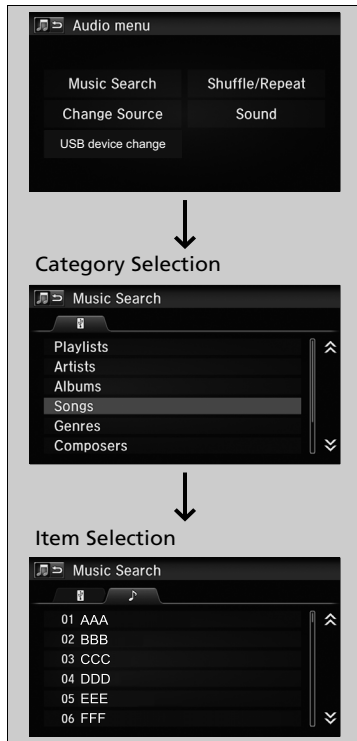 Audio menu
Music Search Shuffle/Repeat
Change Source Sound
USB device change
Category Selection
Music Search
Playlists
Artists
Albums
Songs
Genres
Composers
Item Selection
Music Search
01 AAA
02 BBB
03 CCC
04 DDD
05 EEE
06 FFF